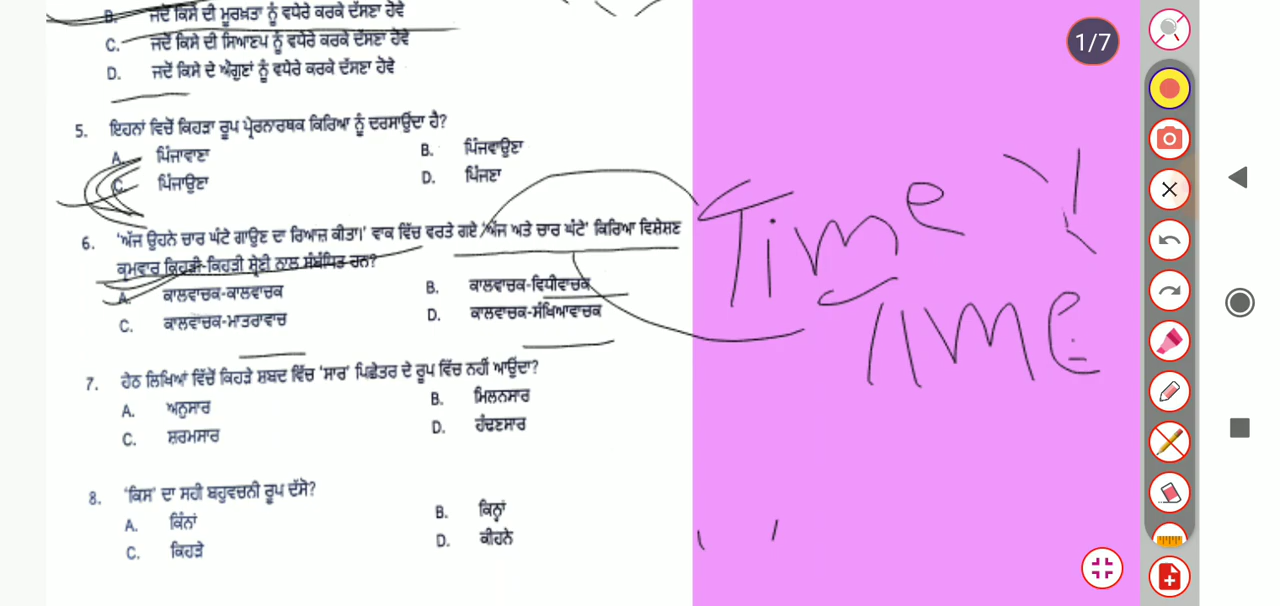 B. ਜਦੋਂ ਕਿਸੇ ਦੀ ਮੂਰਖ਼ਤਾ ਨੂੰ ਵਧੇਰੇ ਕਰਕੇ ਦੱਸਣਾ ਹੋਵੇ
C. ਜਦੋਂ ਕਿਸੇ ਦੀ ਸਿਆਣਪ ਨੂੰ ਵਧੇਰੇ ਕਰਕੇ ਦੱਸਣਾ ਹੋਵੇ
D. ਜਦੋਂ ਕਿਸੇ ਦੇ ਔਗੁਣਾਂ ਨੂੰ ਵਧੇਰੇ ਕਰਕੇ ਦੱਸਣਾ ਹੋਵੇ
5. ਇਹਨਾਂ ਵਿਚੋਂ ਕਿਹੜਾ ਰੂਪ ਪ੍ਰੇਰਨਾਰਥਕ ਕਿਰਿਆ ਨੂੰ ਦਰਸਾਉਂਦਾ ਹੈ?
A. ਪਿੰਜਾਵਾਣਾ B. ਪਿੰਜਵਾਉਣਾ
C. ਪਿੰਜਾਉਣਾ D. ਪਿੰਜਣਾ
6. 'ਅੱਜ ਉਹਨੇ ਚਾਰ ਘੰਟੇ ਗਾਉਣ ਦਾ ਰਿਆਜ਼ ਕੀਤਾ।' ਵਾਕ ਵਿੱਚ ਵਰਤੇ ਗਏ 'ਅੱਜ ਅਤੇ ਚਾਰ ਘੰਟੇ' ਕਿਰਿਆ ਵਿਸ਼ੇਸ਼ਣ
ਕ੍ਰਮਵਾਰ ਕਿਹੜੀ-ਕਿਹੜੀ ਸ਼੍ਰੇਣੀ ਨਾਲ ਸੰਬੰਧਿਤ ਹਨ?
A. ਕਾਲਵਾਚਕ-ਕਾਲਵਾਚਕ B. ਕਾਲਵਾਚਕ-ਵਿਧੀਵਾਚਕ
C. ਕਾਲਵਾਚਕ-ਮਾਤਰਾਵਾਚ D. ਕਾਲਵਾਚਕ-ਸੰਖਿਆਵਾਚਕ
7. ਹੇਠ ਲਿਖਿਆਂ ਵਿੱਚੋਂ ਕਿਹੜੇ ਸ਼ਬਦ ਵਿੱਚ 'ਸਾਰ' ਪਿਛੇਤਰ ਦੇ ਰੂਪ ਵਿੱਚ ਨਹੀਂ ਆਉਂਦਾ?
A. ਅਨੁਸਾਰ B. ਮਿਲਨਸਾਰ
C. ਸ਼ਰਮਸਾਰ D. ਹੰਢਣਸਾਰ
8. 'ਕਿਸ' ਦਾ ਸਹੀ ਬਹੁਵਚਨੀ ਰੂਪ ਦੱਸੋ?
A. ਕਿੰਨਾਂ B. ਕਿਨ੍ਹਾਂ
C. ਕਿਹੜੇ D. ਕੀਹਨੇ
Time
TIME
1/7